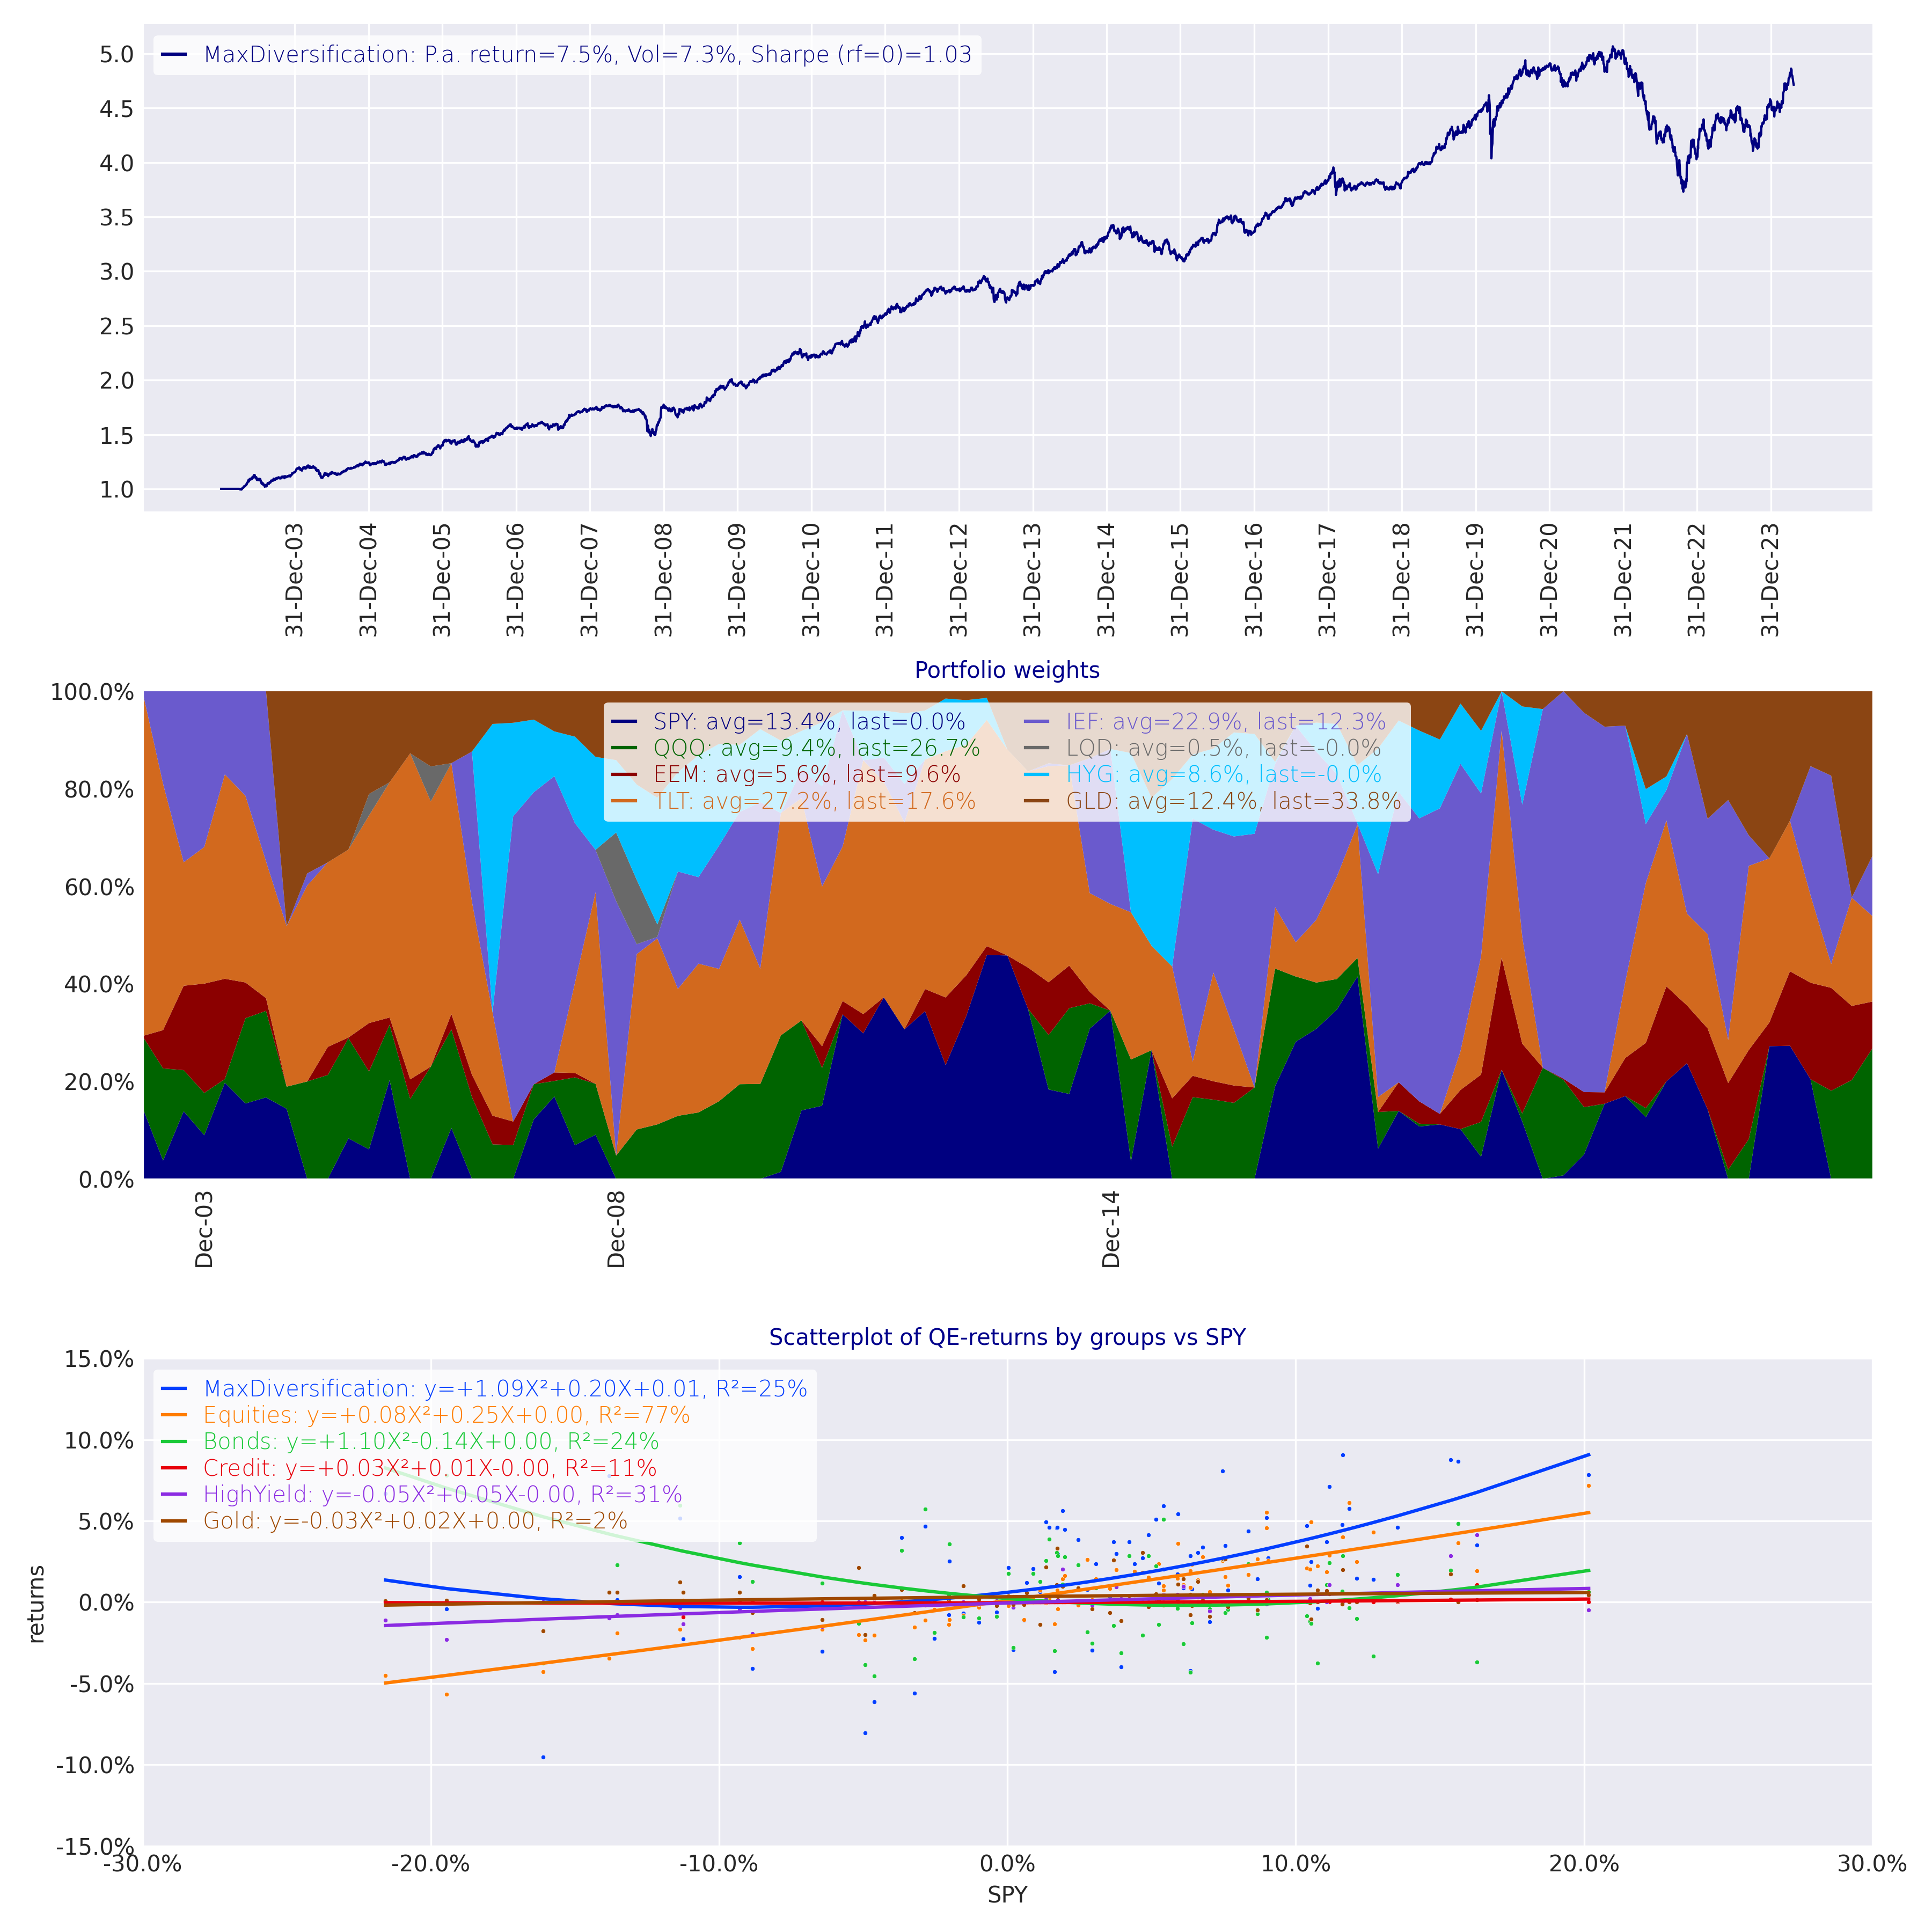 MaxDiversification: P.a. return=7.5%, Vol=7.3%, Sharpe (rf=0)=1.03
5.0
4.5
4.0
3.5
3.0
2.5
2.0
1.5
1.0
31-Dec-03
31-Dec-04
31-Dec-05
31-Dec-06
31-Dec-07
31-Dec-08
31-Dec-09
31-Dec-10
31-Dec-11
31-Dec-12
31-Dec-13
31-Dec-14
31-Dec-15
31-Dec-16
31-Dec-17
31-Dec-18
31-Dec-19
31-Dec-20
31-Dec-21
31-Dec-22
31-Dec-23
Portfolio weights
100.0%
80.0%
60.0%
40.0%
20.0%
0.0%
SPY: avg=13.4%, last=0.0%
QQQ: avg=9.4%, last=26.7%
EEM: avg=5.6%, last=9.6%
TLT: avg=27.2%, last=17.6%
IEF: avg=22.9%, last=12.3%
LQD: avg=0.5%, last=-0.0%
HYG: avg=8.6%, last=-0.0%
GLD: avg=12.4%, last=33.8%
Dec-03
Dec-08
Dec-14
Scatterplot of QE-returns by groups vs SPY
15.0%
10.0%
5.0%
0.0%
-5.0%
-10.0%
-15.0%
returns
MaxDiversification: y=+1.09X²+0.20X+0.01, R²=25%
Equities: y=+0.08X²+0.25X+0.00, R²=77%
Bonds: y=+1.10X²-0.14X+0.00, R²=24%
Credit: y=+0.03X²+0.01X-0.00, R²=11%
HighYield: y=-0.05X²+0.05X-0.00, R²=31%
Gold: y=-0.03X²+0.02X+0.00, R²=2%
-30.0%
-20.0%
-10.0%
0.0%
10.0%
20.0%
30.0%
SPY